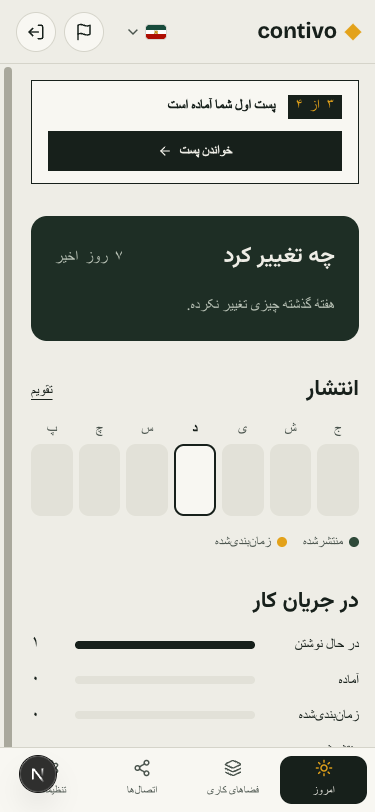 contivo
۳ از ۴ پست اول شما آماده است
خواندن پست ←
چه تغییر کرد ۷ روز اخیر
هفتهٔ گذشته چیزی تغییر نکرده.
انتشار تقویم
ج ش ی د س چ پ
منتشرشده زمان‌بندی‌شده
در جریان کار
در حال نوشتن ۱
آماده ۰
زمان‌بندی‌شده ۰
امروز فضاهای کاری اتصال‌ها
N